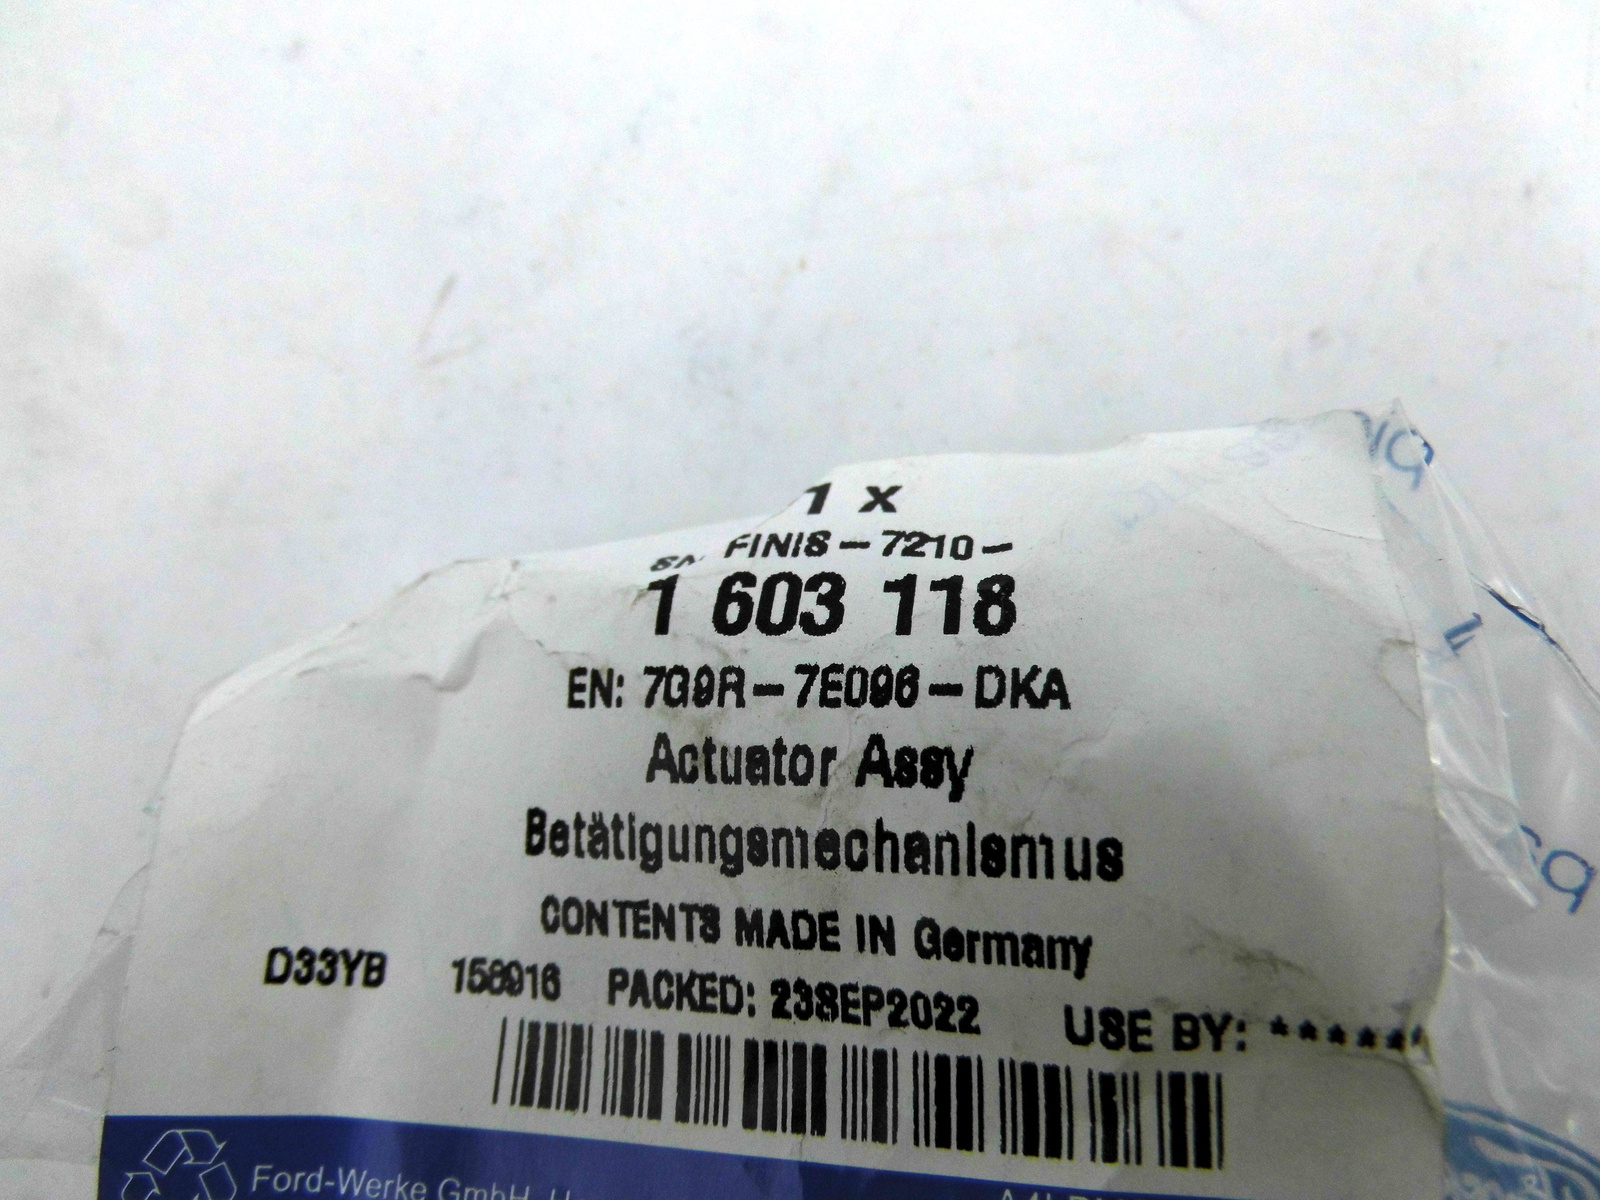 1 X
FINIS - 7210 -
1 603 118
EN: 7G9R - 7E096 - DKA
Actuator Assy
Betätigungsmechanismus
CONTENTS MADE IN Germany
D33YB 158916 PACKED: 23SEP2022 USE BY: ******
Ford-Werke GmbH